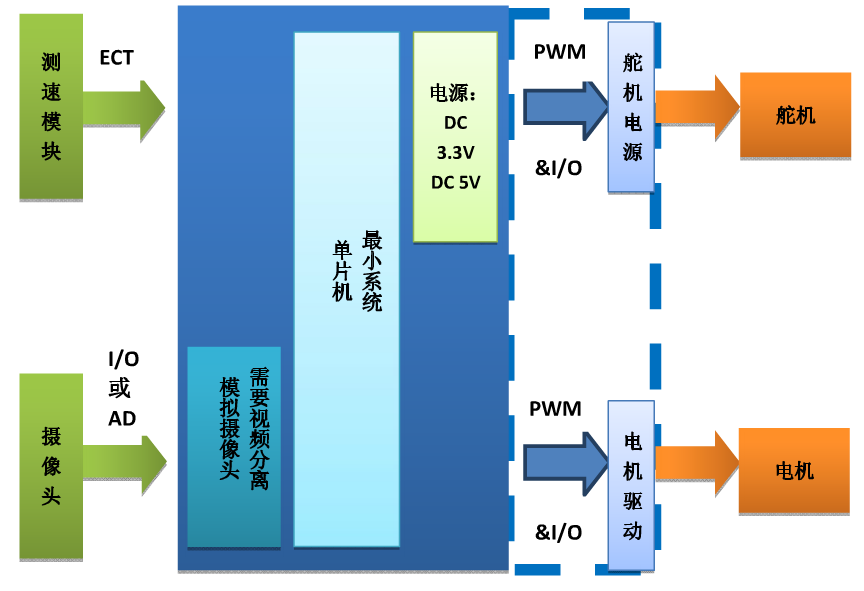 测速模块
ECT
电源：
DC
3.3V
DC 5V
PWM
&I/O
舵机电源
舵机
最小系统
单片机
摄像头
I/O
或
AD
需要视频分离
模拟摄像头
PWM
&I/O
电机驱动
电机